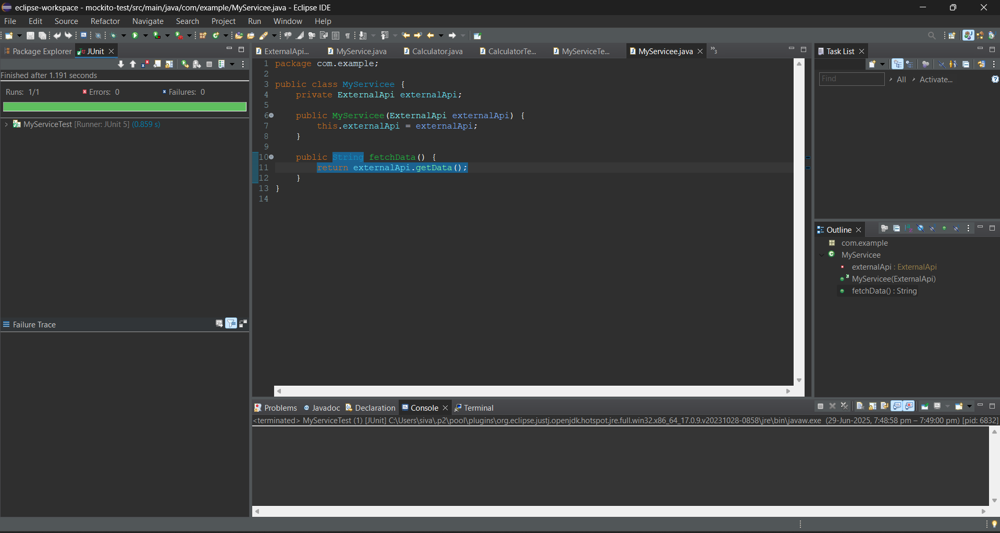 eclipse-workspace - mockito-test/src/main/java/com/example/MyServicee.java - Eclipse IDE
File Edit Source Refactor Navigate Search Project Run Window Help
Package Explorer JUnit
Finished after 1.191 seconds
Runs: 1/1 Errors: 0 Failures: 0
MyServiceTest [Runner: JUnit 5] (0.859 s)
Failure Trace
ExternalApi... MyService.java Calculator.java CalculatorTe... MyServiceTe... MyServicee.java »3
1 package com.example;
2
3 public class MyServicee {
4 private ExternalApi externalApi;
5
6 public MyServicee(ExternalApi externalApi) {
7 this.externalApi = externalApi;
8 }
9
10 public String fetchData() {
11 return externalApi.getData();
12 }
13 }
14
Task List
Find All Activate...
Outline
com.example
MyServicee
externalApi : ExternalApi
MyServicee(ExternalApi)
fetchData() : String
Problems Javadoc Declaration Console Terminal
<terminated> MyServiceTest (1) [JUnit] C:\Users\siva\.p2\pool\plugins\org.eclipse.justj.openjdk.hotspot.jre.full.win32.x86_64_17.0.9.v20231028-0858\jre\bin\javaw.exe (29-Jun-2025, 7:48:58 pm – 7:49:00 pm) [pid: 6832]